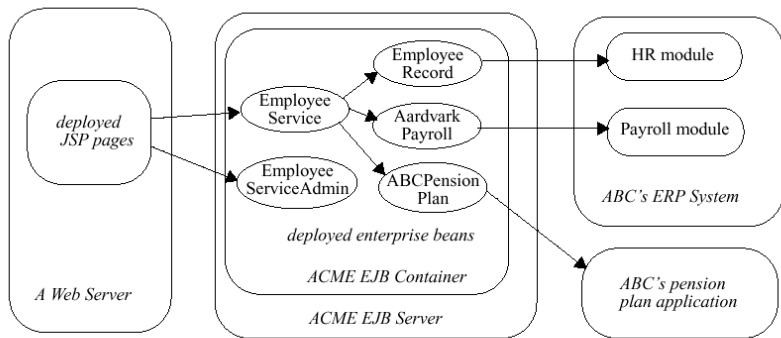 deployed
JSP pages
A Web Server
Employee
Service
Employee
ServiceAdmin
Employee
Record
Aardvark
Payroll
ABCPension
Plan
deployed enterprise beans
ACME EJB Container
ACME EJB Server
HR module
Payroll module
ABC's ERP System
ABC's pension
plan application